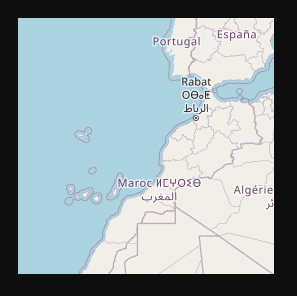 Portugal
España
Rabat
ⵔⴱⴰⵟ
الرباط
Maroc ⵍⵎⵖⵔⵉⴱ
المغرب
Algérie